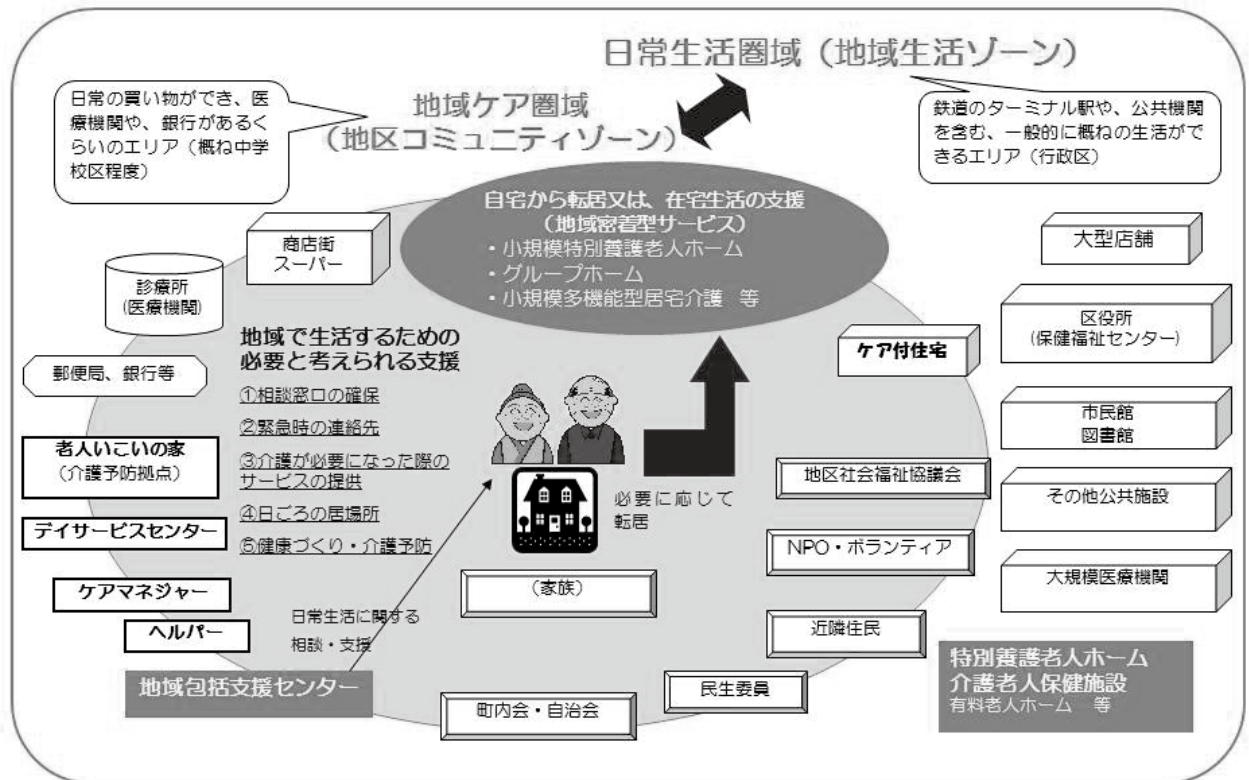 日常生活圏域（地域生活ゾーン）
地域ケア圏域
（地区コミュニティゾーン）
日常の買い物ができ、医
療機関や、銀行があるく
らいのエリア（概ね中学
校区程度）
鉄道のターミナル駅や、公共機関
を含む、一般的に概ねの生活がで
きるエリア（行政区）
自宅から転居又は、在宅生活の支援
（地域密着型サービス）
・小規模特別養護老人ホーム
・グループホーム
・小規模多機能型居宅介護　等
商店街
スーパー
診療所
(医療機関)
郵便局、銀行等
老人いこいの家
（介護予防拠点）
デイサービスセンター
ケアマネジャー
ヘルパー
地域包括支援センター
地域で生活するための
必要と考えられる支援
①相談窓口の確保
②緊急時の連絡先
③介護が必要になった際の
サービスの提供
④日ごろの居場所
⑤健康づくり・介護予防
日常生活に関する
相談・支援
必要に応じて
転居
（家族）
町内会・自治会
民生委員
近隣住民
NPO・ボランティア
地区社会福祉協議会
ケア付住宅
大型店舗
区役所
(保健福祉センター)
市民館
図書館
その他公共施設
大規模医療機関
特別養護老人ホーム
介護老人保健施設
有料老人ホーム　等